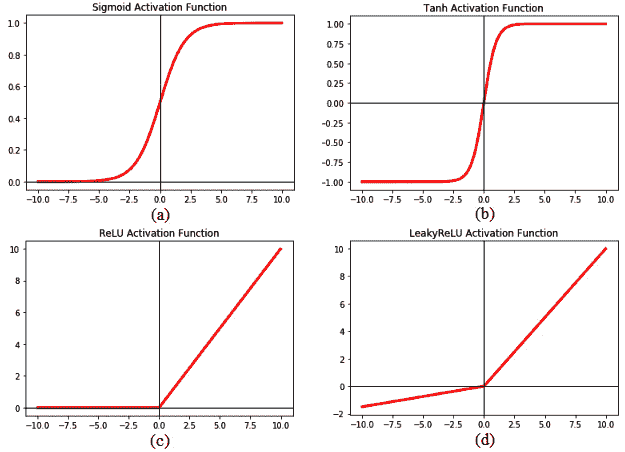 Sigmoid Activation Function
1.0
0.8
0.6
0.4
0.2
0.0
−10.0 −7.5 −5.0 −2.5 0.0 2.5 5.0 7.5 10.0
(a)
Tanh Activation Function
1.00
0.75
0.50
0.25
0.00
−0.25
−0.50
−0.75
−1.00
−10.0 −7.5 −5.0 −2.5 0.0 2.5 5.0 7.5 10.0
(b)
ReLU Activation Function
10
8
6
4
2
0
−10.0 −7.5 −5.0 −2.5 0.0 2.5 5.0 7.5 10.0
(c)
LeakyReLU Activation Function
10
8
6
4
2
0
−2
−10.0 −7.5 −5.0 −2.5 0.0 2.5 5.0 7.5 10.0
(d)